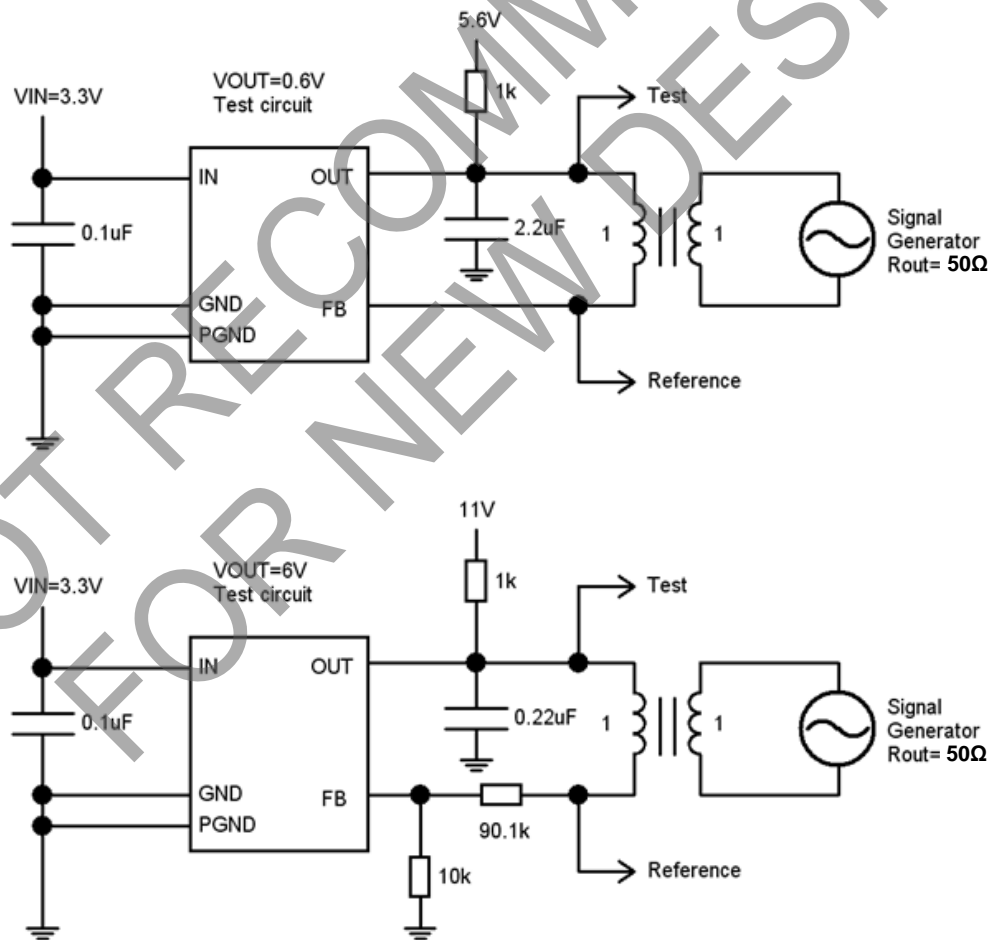 5.6V
1k
VOUT=0.6V
Test circuit
VIN=3.3V
Test
IN
OUT
0.1uF
2.2uF
1
1
Signal
Generator
Rout= 50Ω
GND
FB
PGND
Reference
11V
1k
VOUT=6V
Test circuit
VIN=3.3V
Test
IN
OUT
0.1uF
0.22uF
1
1
Signal
Generator
Rout= 50Ω
GND
FB
PGND
90.1k
10k
Reference
FOR NEW DESI